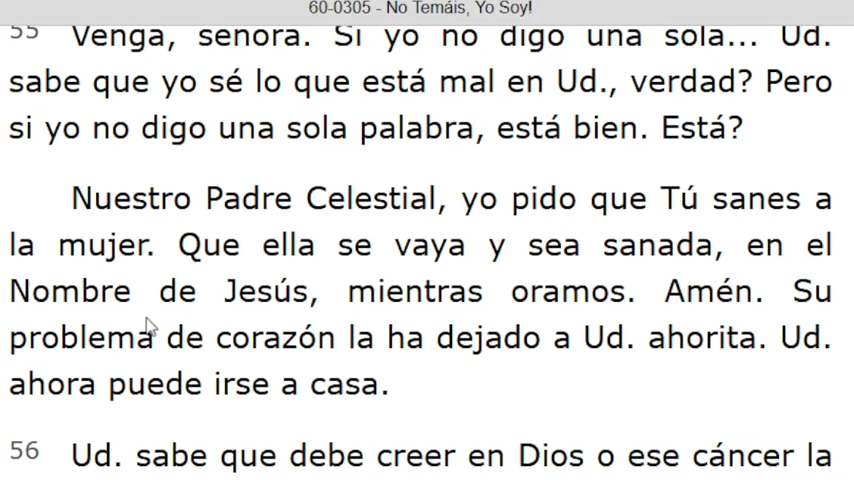 60-0305 - No Temáis, Yo Soy!
55 Venga, señora. Si yo no digo una sola... Ud.
sabe que yo sé lo que está mal en Ud., verdad? Pero
si yo no digo una sola palabra, está bien. Está?
Nuestro Padre Celestial, yo pido que Tú sanes a
la mujer. Que ella se vaya y sea sanada, en el
Nombre de Jesús, mientras oramos. Amén. Su
problema de corazón la ha dejado a Ud. ahorita. Ud.
ahora puede irse a casa.
56 Ud. sabe que debe creer en Dios o ese cáncer la